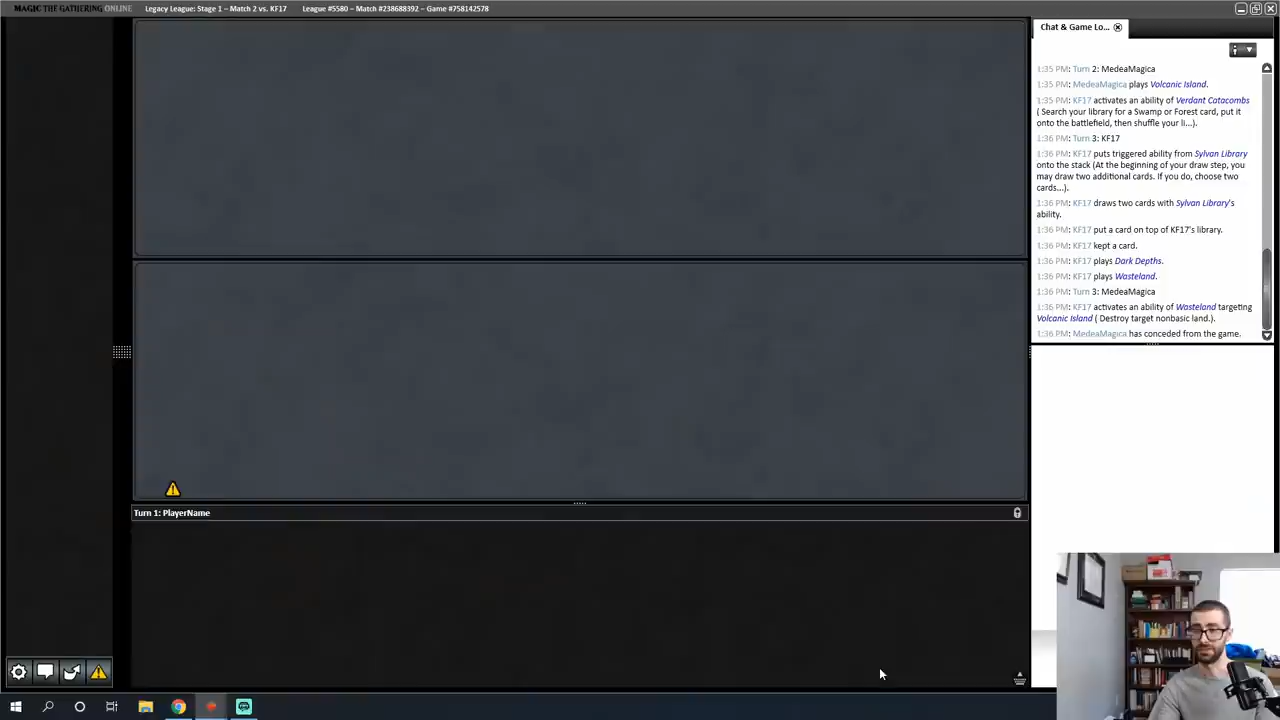 MAGIC THE GATHERING ONLINE Legacy League: Stage 1 – Match 2 vs. KF17 League #5580 – Match #238688392 – Game #758142578
Chat & Game Lo...
1:35 PM: Turn 2: MedeaMagica
1:35 PM: MedeaMagica plays Volcanic Island.
1:35 PM: KF17 activates an ability of Verdant Catacombs
( Search your library for a Swamp or Forest card, put it
onto the battlefield, then shuffle your li...).
1:36 PM: Turn 3: KF17
1:36 PM: KF17 puts triggered ability from Sylvan Library
onto the stack (At the beginning of your draw step, you
may draw two additional cards. If you do, choose two
cards...).
1:36 PM: KF17 draws two cards with Sylvan Library's
ability.
1:36 PM: KF17 put a card on top of KF17's library.
1:36 PM: KF17 kept a card.
1:36 PM: KF17 plays Dark Depths.
1:36 PM: KF17 plays Wasteland.
1:36 PM: Turn 3: MedeaMagica
1:36 PM: KF17 activates an ability of Wasteland targeting
Volcanic Island ( Destroy target nonbasic land.).
1:36 PM: MedeaMagica has conceded from the game.
Turn 1: PlayerName